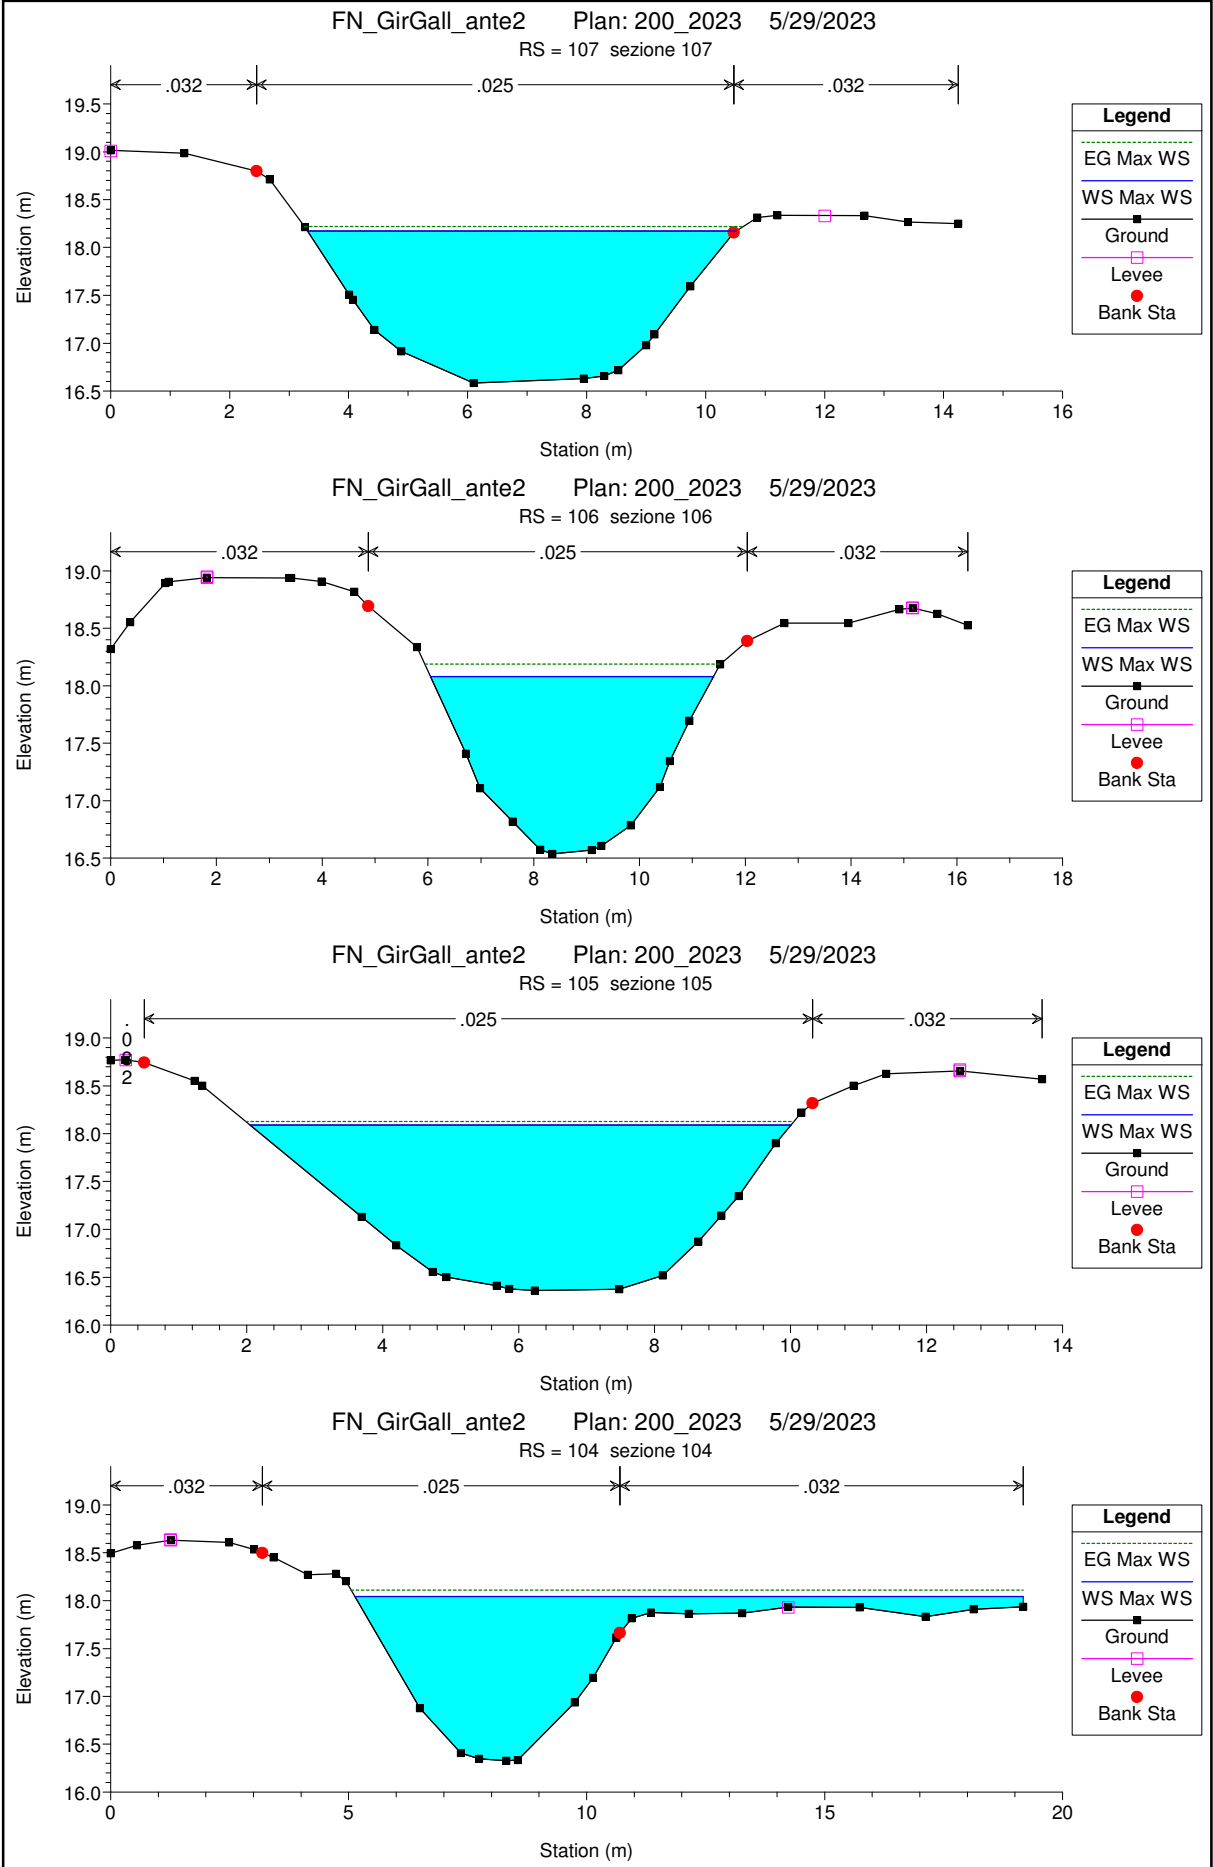 FN_GirGall_ante2 Plan: 200_2023 5/29/2023
RS = 107 sezione 107
.032 .025 .032
19.5
19.0
18.5
18.0
17.5
17.0
16.5
Elevation (m)
0 2 4 6 8 10 12 14 16
Station (m)
Legend
EG Max WS
WS Max WS
Ground
Levee
Bank Sta
FN_GirGall_ante2 Plan: 200_2023 5/29/2023
RS = 106 sezione 106
.032 .025 .032
19.0
18.5
18.0
17.5
17.0
16.5
Elevation (m)
0 2 4 6 8 10 12 14 16 18
Station (m)
Legend
EG Max WS
WS Max WS
Ground
Levee
Bank Sta
FN_GirGall_ante2 Plan: 200_2023 5/29/2023
RS = 105 sezione 105
.032 .025 .032
19.0
18.5
18.0
17.5
17.0
16.5
16.0
Elevation (m)
0 2 4 6 8 10 12 14
Station (m)
Legend
EG Max WS
WS Max WS
Ground
Levee
Bank Sta
FN_GirGall_ante2 Plan: 200_2023 5/29/2023
RS = 104 sezione 104
.032 .025 .032
19.0
18.5
18.0
17.5
17.0
16.5
16.0
Elevation (m)
0 5 10 15 20
Station (m)
Legend
EG Max WS
WS Max WS
Ground
Levee
Bank Sta